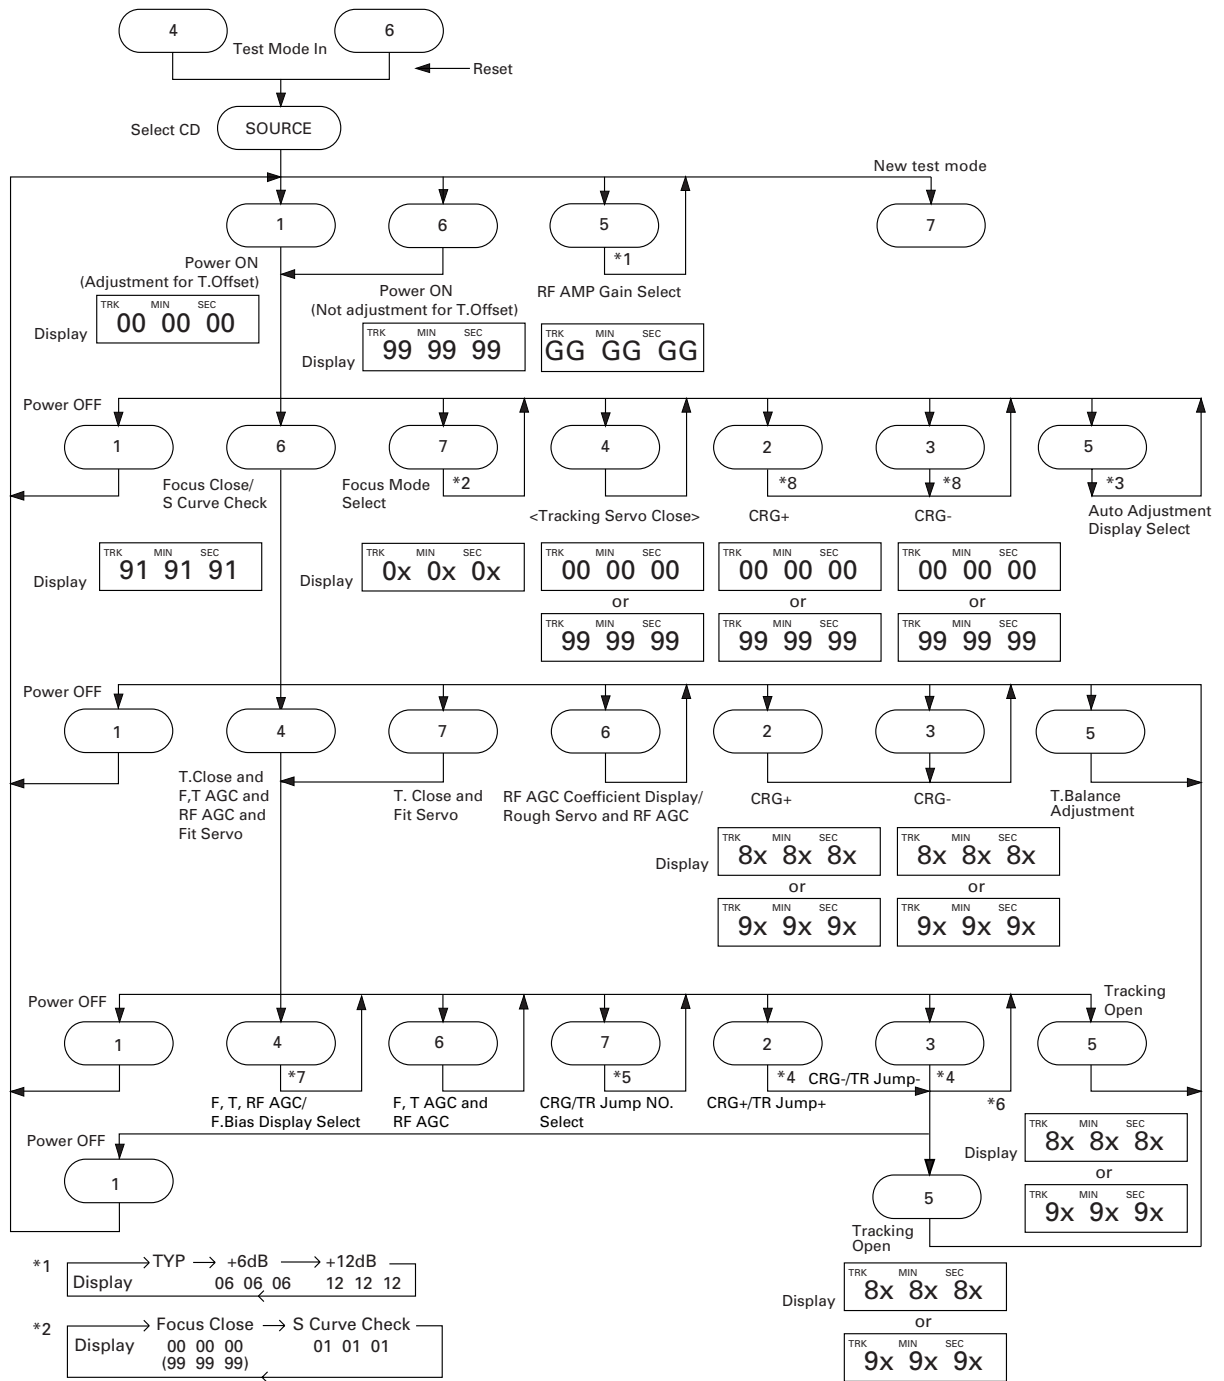 4
6
Test Mode In
Reset
Select CD
SOURCE
New test mode
1
6
5
7
*1
Power ON
(Adjustment for T.Offset)
Power ON
(Not adjustment for T.Offset)
RF AMP Gain Select
Display
TRK MIN SEC
00 00 00
Display
TRK MIN SEC
99 99 99
TRK MIN SEC
GG GG GG
Power OFF
1
6
7
4
2
3
5
Focus Close/
S Curve Check
Focus Mode
Select
*2
<Tracking Servo Close>
*8
CRG+
*8
CRG-
*3
Auto Adjustment
Display Select
Display
TRK MIN SEC
91 91 91
Display
TRK MIN SEC
0x 0x 0x
TRK MIN SEC
00 00 00
or
TRK MIN SEC
99 99 99
TRK MIN SEC
00 00 00
or
TRK MIN SEC
99 99 99
TRK MIN SEC
00 00 00
or
TRK MIN SEC
99 99 99
Power OFF
1
4
7
6
2
3
5
T.Close and
F,T AGC and
RF AGC and
Fit Servo
T. Close and
Fit Servo
RF AGC Coefficient Display/
Rough Servo and RF AGC
CRG+
CRG-
T.Balance
Adjustment
Display
TRK MIN SEC
8x 8x 8x
or
TRK MIN SEC
9x 9x 9x
TRK MIN SEC
8x 8x 8x
or
TRK MIN SEC
9x 9x 9x
Power OFF
Tracking
Open
1
4
6
7
2
3
5
*7
F, T, RF AGC/
F.Bias Display Select
F, T AGC and
RF AGC
*5
CRG/TR Jump NO.
Select
*4
CRG+/TR Jump+
CRG-/TR Jump-
*4
*6
Display
TRK MIN SEC
8x 8x 8x
or
TRK MIN SEC
9x 9x 9x
Power OFF
1
5
Tracking
Open
Display
TRK MIN SEC
8x 8x 8x
or
TRK MIN SEC
9x 9x 9x
*1
TYP +6dB +12dB
Display 06 06 06 12 12 12
*2
Focus Close S Curve Check
Display 00 00 00 01 01 01
(99 99 99)